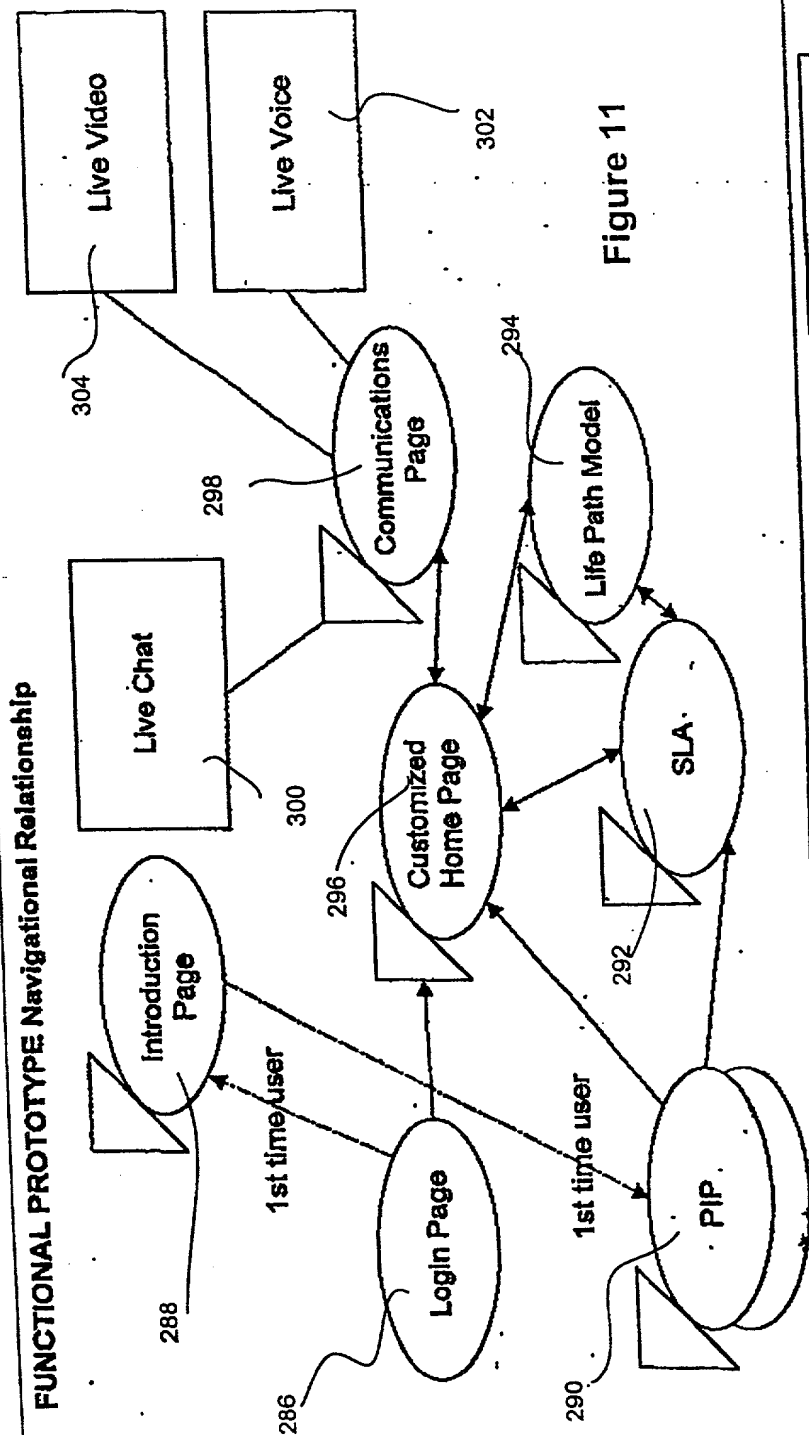 FUNCTIONAL PROTOTYPE Navigational Relationship
Introduction
Page
288
Live Chat
300
Live Video
304
Live Voice
302
1st time user
Login Page
286
Customized
Home Page
296
Communications
Page
298
Figure 11
1st time user
PIP
290
SLA
292
Life Path Model
294